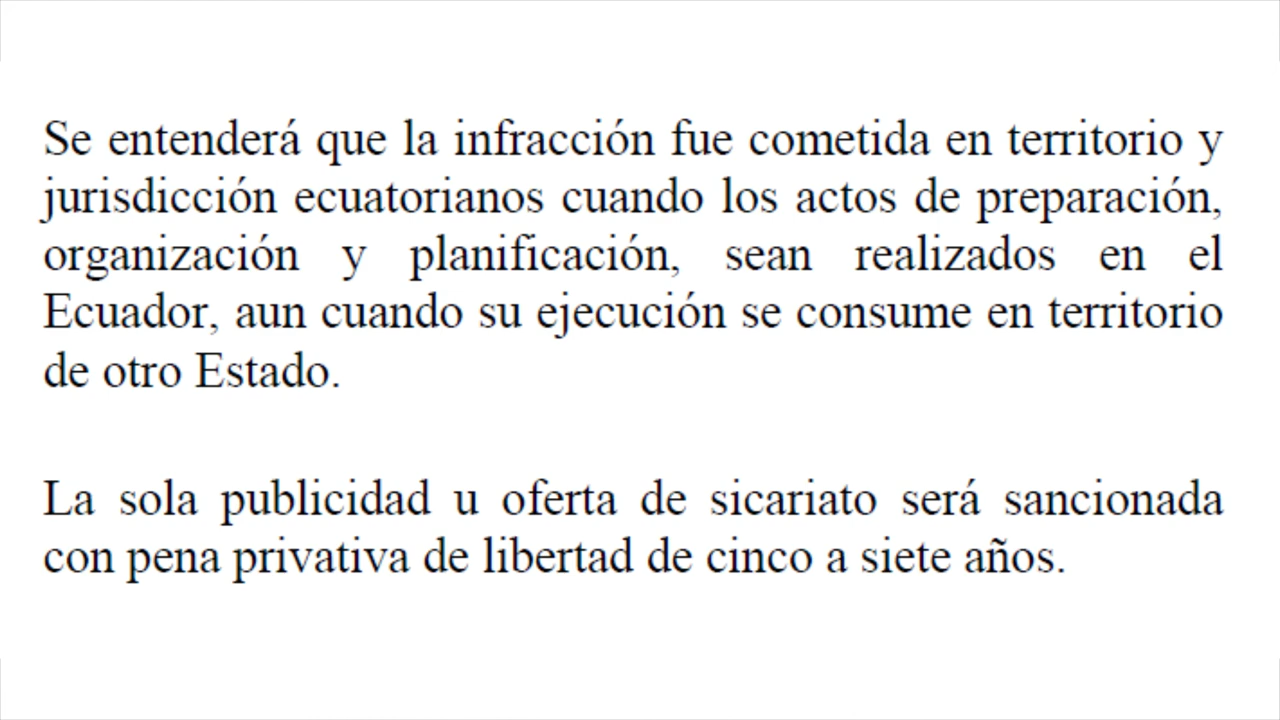 Se entenderá que la infracción fue cometida en territorio y
jurisdicción ecuatorianos cuando los actos de preparación,
organización y planificación, sean realizados en el
Ecuador, aun cuando su ejecución se consume en territorio
de otro Estado.
La sola publicidad u oferta de sicariato será sancionada
con pena privativa de libertad de cinco a siete años.